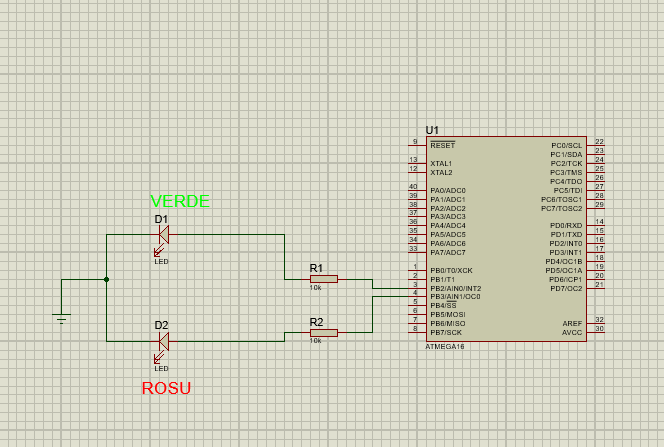 U1
9 RESET PC0/SCL 22
PC1/SDA 23
13 XTAL1 PC2/TCK 24
12 XTAL2 PC3/TMS 25
PC4/TDO 26
40 PA0/ADC0 PC5/TDI 27
39 PA1/ADC1 PC6/TOSC1 28
38 PA2/ADC2 PC7/TOSC2 29
37 PA3/ADC3
36 PA4/ADC4 PD0/RXD 14
35 PA5/ADC5 PD1/TXD 15
34 PA6/ADC6 PD2/INT0 16
33 PA7/ADC7 PD3/INT1 17
PD4/OC1B 18
1 PB0/T0/XCK PD5/OC1A 19
2 PB1/T1 PD6/ICP1 20
3 PB2/AIN0/INT2 PD7/OC2 21
4 PB3/AIN1/OC0
5 PB4/SS
6 PB5/MOSI
7 PB6/MISO AREF 32
8 PB7/SCK AVCC 30
ATMEGA16
VERDE
D1
LED
R1
10k
R2
10k
D2
LED
ROSU